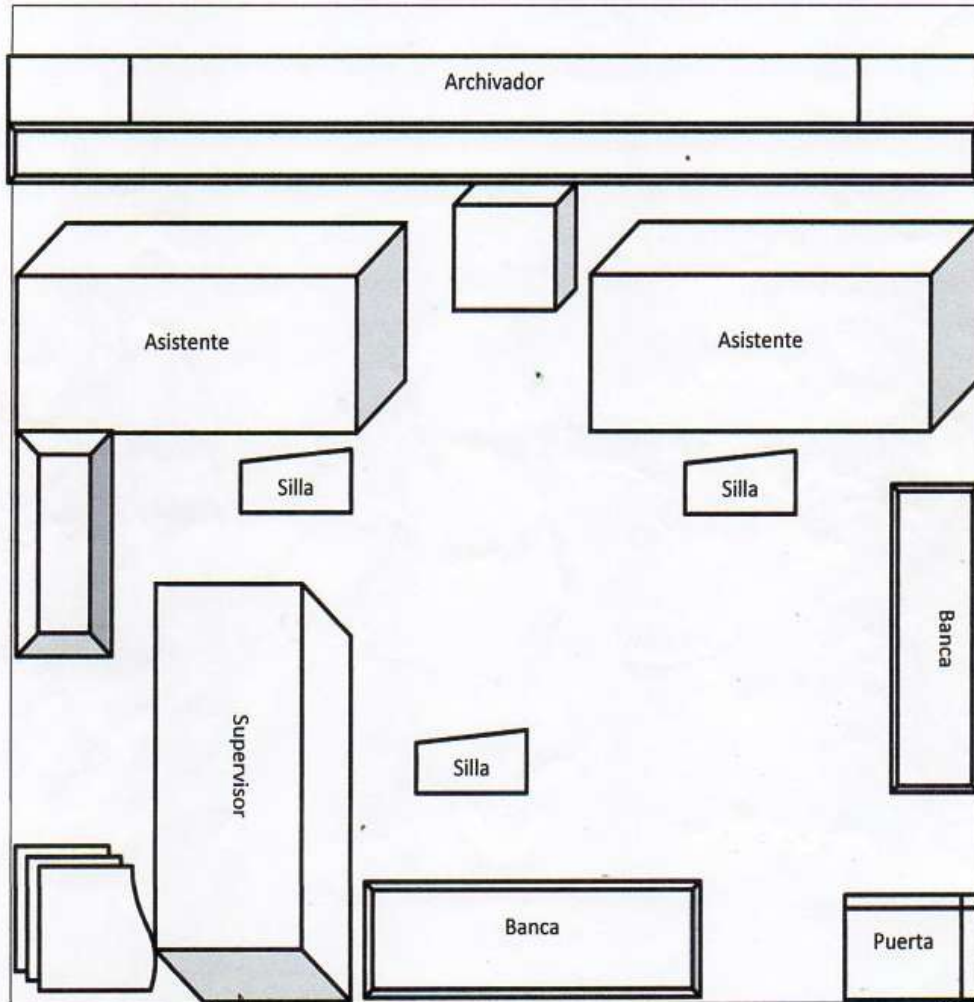 Archivador
Asistente
Asistente
Silla
Silla
Banca
Supervisor
Silla
Banca
Puerta